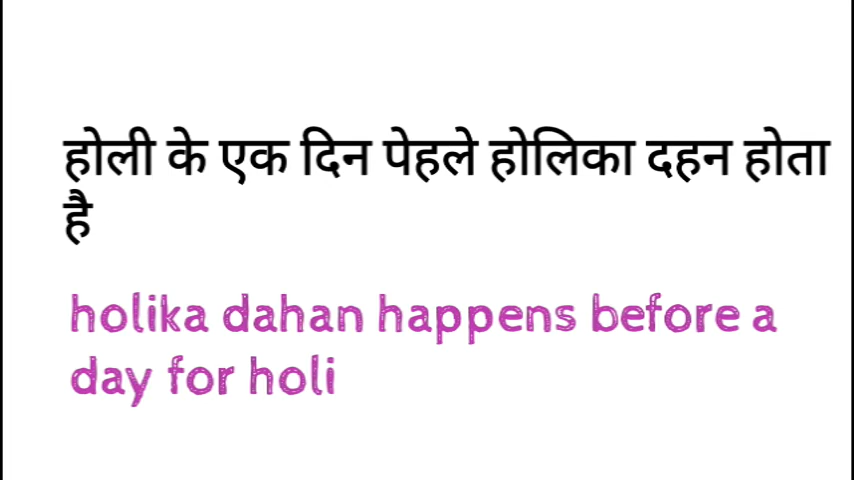 होली के एक दिन पेहले होलिका दहन होता
है
holika dahan happens before a
day for holi